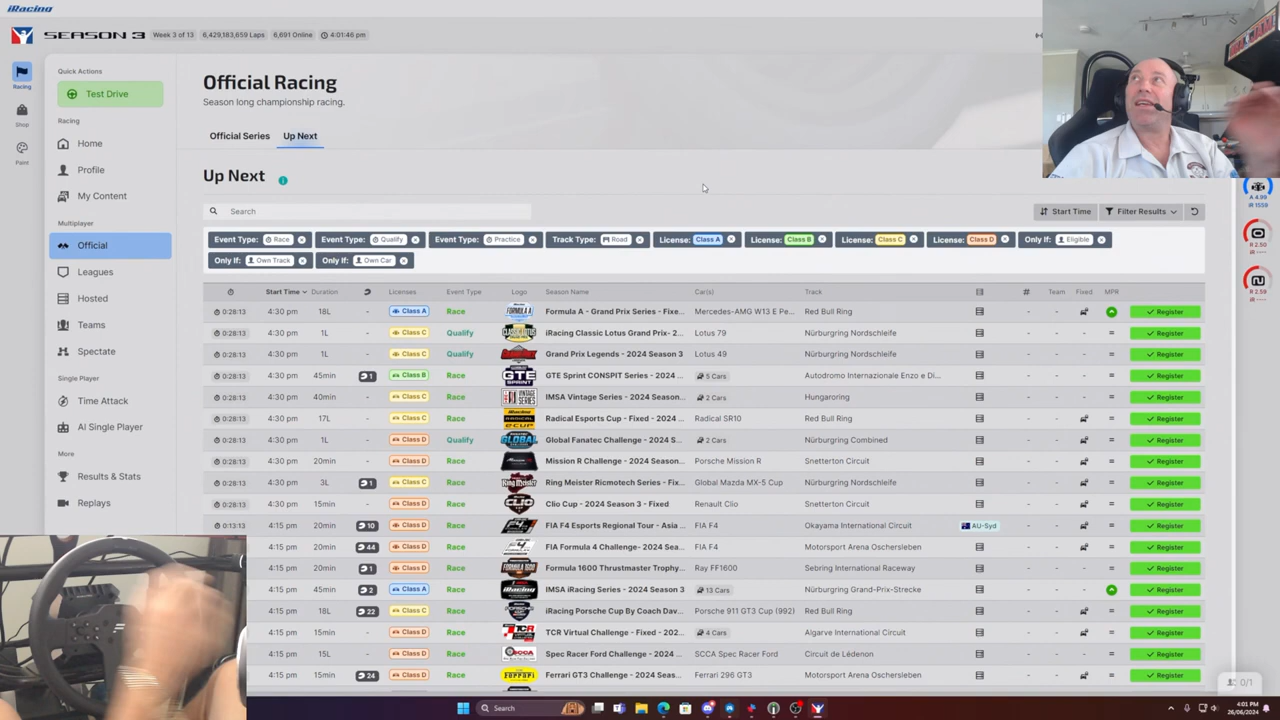 iRacing
SEASON 3 Week 3 of 13 6,429,183,659 Laps 6,691 Online 4:01:46 pm
Racing
Shop
Paint
Quick Actions
Test Drive
Racing
Home
Profile
My Content
Multiplayer
Official
Leagues
Hosted
Teams
Spectate
Single Player
Time Attack
AI Single Player
More
Results & Stats
Replays
Official Racing
Season long championship racing.
Official Series Up Next
Up Next
Search Start Time Filter Results
Event Type: Race Event Type: Qualify Event Type: Practice Track Type: Road License: Class A License: Class B License: Class C License: Class D Only If: Eligible
Only If: Own Track Only If: Own Car
Start Time Duration Licenses Event Type Logo Season Name Car(s) Track # Team Fixed MPR
0:28:13 4:30 pm 18L - Class A Race Formula A - Grand Prix Series - Fixe... Mercedes-AMG W13 E Pe... Red Bull Ring - - Register
0:28:13 4:30 pm 1L - Class C Qualify iRacing Classic Lotus Grand Prix- 2... Lotus 79 Nürburgring Nordschleife - - - = Register
0:28:13 4:30 pm 1L - Class C Qualify Grand Prix Legends - 2024 Season 3 Lotus 49 Nürburgring Nordschleife - - - = Register
0:28:13 4:30 pm 45min 1 Class B Race GTE Sprint CONSPIT Series - 2024 ... 5 Cars Autodromo Internazionale Enzo e Di... - - - = Register
0:28:13 4:30 pm 40min - Class C Race IMSA Vintage Series - 2024 Season... 2 Cars Hungaroring - - - = Register
0:28:13 4:30 pm 17L - Class C Race Radical Esports Cup - Fixed - 2024 ... Radical SR10 Red Bull Ring - - = Register
0:28:13 4:30 pm 1L - Class D Qualify Global Fanatec Challenge - 2024 S... 2 Cars Nürburgring Combined - - = Register
0:28:13 4:30 pm 20min - Class D Race Mission R Challenge - 2024 Season... Porsche Mission R Snetterton Circuit - - = Register
0:28:13 4:30 pm 3L 1 Class C Race Ring Meister Ricmotech Series - Fix... Global Mazda MX-5 Cup Nürburgring Nordschleife - - = Register
0:28:13 4:30 pm 15min - Class D Race Clio Cup - 2024 Season 3 - Fixed Renault Clio Snetterton Circuit - - = Register
0:13:13 4:15 pm 20min 10 Class D Race FIA F4 Esports Regional Tour - Asia ... FIA F4 Okayama International Circuit AU-Syd - - = Register
4:15 pm 20min 44 Class D Race FIA Formula 4 Challenge- 2024 Sea... FIA F4 Motorsport Arena Oschersleben - - = Register
4:15 pm 20min 1 Class D Race Formula 1600 Thrustmaster Trophy... Ray FF1600 Sebring International Raceway - - - = Register
4:15 pm 45min 2 Class A Race IMSA iRacing Series - 2024 Season 3 13 Cars Nürburgring Grand-Prix-Strecke - - - Register
4:15 pm 18L 22 Class C Race iRacing Porsche Cup By Coach Dav... Porsche 911 GT3 Cup (992) Red Bull Ring - - = Register
4:15 pm 15min - Class D Race TCR Virtual Challenge - Fixed - 202... 4 Cars Algarve International Circuit - - = Register
4:15 pm 15L - Class D Race Spec Racer Ford Challenge - 2024 ... SCCA Spec Racer Ford Circuit de Lédenon - - - = Register
4:15 pm 15min 24 Class D Race Ferrari GT3 Challenge - Fixed - 2024 Seas... Ferrari 296 GT3 Motorsport Arena Oschersleben - - = Register
A 4.99
iR 1559
R 2.59
iR ----
R 2.59
iR ----
0/1
Search
4:01 PM
26/06/2024